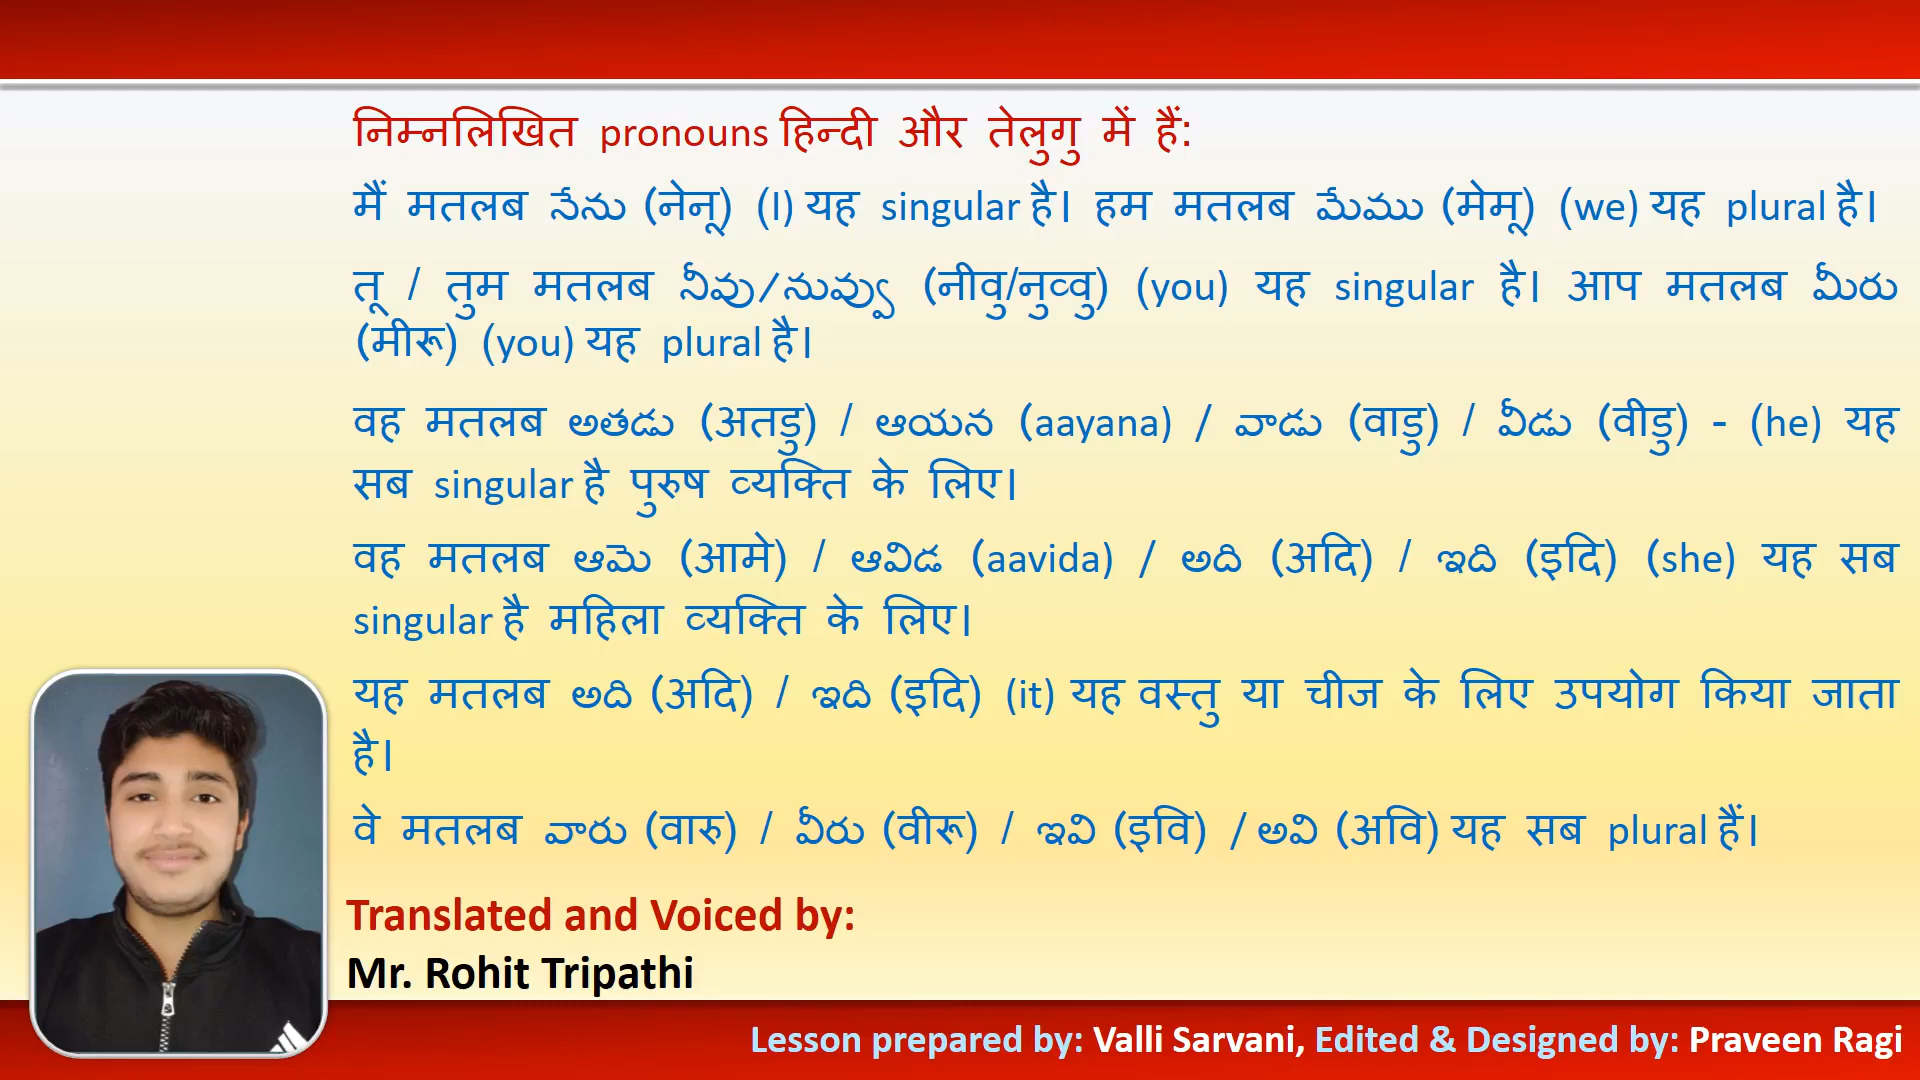 निम्नलिखित pronouns हिन्दी और तेलुगु में हैं:
मैं मतलब నేను (नेनू) (I) यह singular है। हम मतलब మేము (मेमू) (we) यह plural है।
तू / तुम मतलब నీవు/నువ్వు (नीवु/नुव्वु) (you) यह singular है। आप मतलब మీరు
(मीरू) (you) यह plural है।
वह मतलब అతడు (अतडु) / ఆయన (aayana) / వాడు (वाडु) / వీడు (वीडु) - (he) यह
सब singular है पुरुष व्यक्ति के लिए।
वह मतलब ఆమె (आमे) / ఆవిడ (aavida) / అది (अदि) / ఇది (इदि) (she) यह सब
singular है महिला व्यक्ति के लिए।
यह मतलब అది (अदि) / ఇది (इदि) (it) यह वस्तु या चीज के लिए उपयोग किया जाता
है।
वे मतलब వారు (वारु) / వీరు (वीरू) / ఇవి (इवि) / అవి (अवि) यह सब plural हैं।
Translated and Voiced by:
Mr. Rohit Tripathi
Lesson prepared by: Valli Sarvani, Edited & Designed by: Praveen Ragi